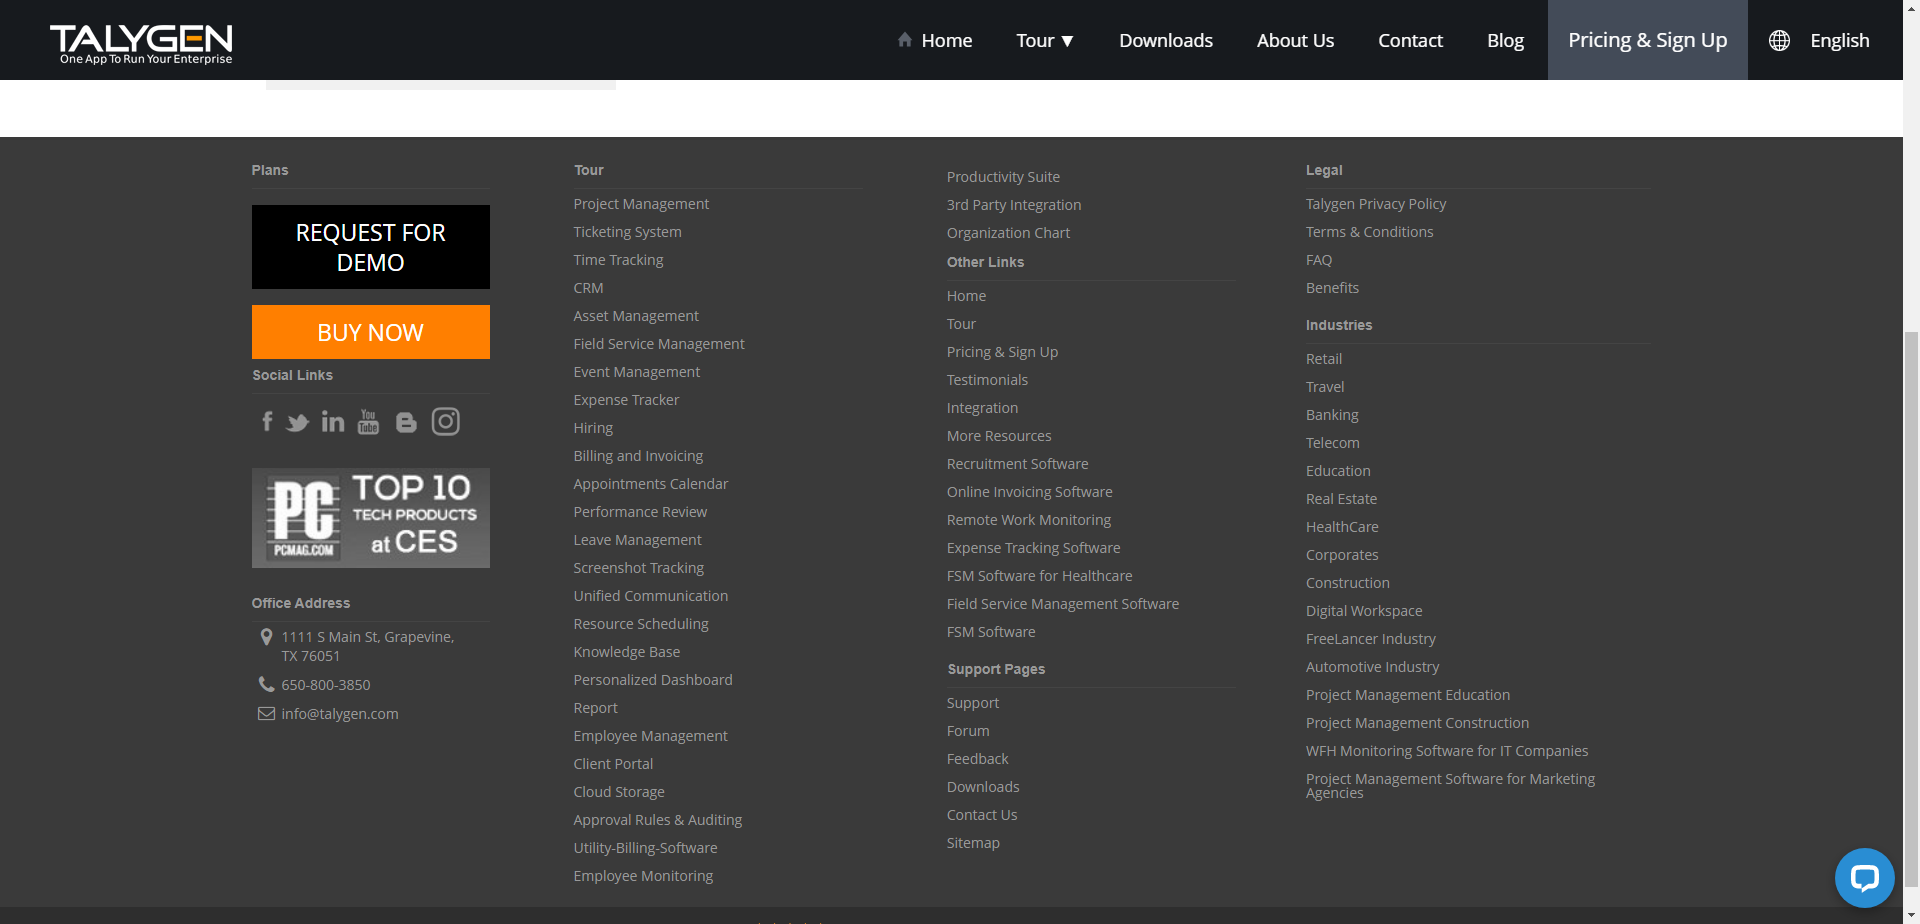 TALYGEN
One App To Run Your Enterprise
Home
Tour ▼
Downloads
About Us
Contact
Blog
Pricing & Sign Up
English
Plans
REQUEST FOR
DEMO
BUY NOW
Social Links
You
Tube
PC
PCMAG.COM
TOP 10
TECH PRODUCTS
at CES
Office Address
1111 S Main St, Grapevine,
TX 76051
650-800-3850
info@talygen.com
Tour
Project Management
Ticketing System
Time Tracking
CRM
Asset Management
Field Service Management
Event Management
Expense Tracker
Hiring
Billing and Invoicing
Appointments Calendar
Performance Review
Leave Management
Screenshot Tracking
Unified Communication
Resource Scheduling
Knowledge Base
Personalized Dashboard
Report
Employee Management
Client Portal
Cloud Storage
Approval Rules & Auditing
Utility-Billing-Software
Employee Monitoring
Productivity Suite
3rd Party Integration
Organization Chart
Other Links
Home
Tour
Pricing & Sign Up
Testimonials
Integration
More Resources
Recruitment Software
Online Invoicing Software
Remote Work Monitoring
Expense Tracking Software
FSM Software for Healthcare
Field Service Management Software
FSM Software
Support Pages
Support
Forum
Feedback
Downloads
Contact Us
Sitemap
Legal
Talygen Privacy Policy
Terms & Conditions
FAQ
Benefits
Industries
Retail
Travel
Banking
Telecom
Education
Real Estate
HealthCare
Corporates
Construction
Digital Workspace
FreeLancer Industry
Automotive Industry
Project Management Education
Project Management Construction
WFH Monitoring Software for IT Companies
Project Management Software for Marketing
Agencies